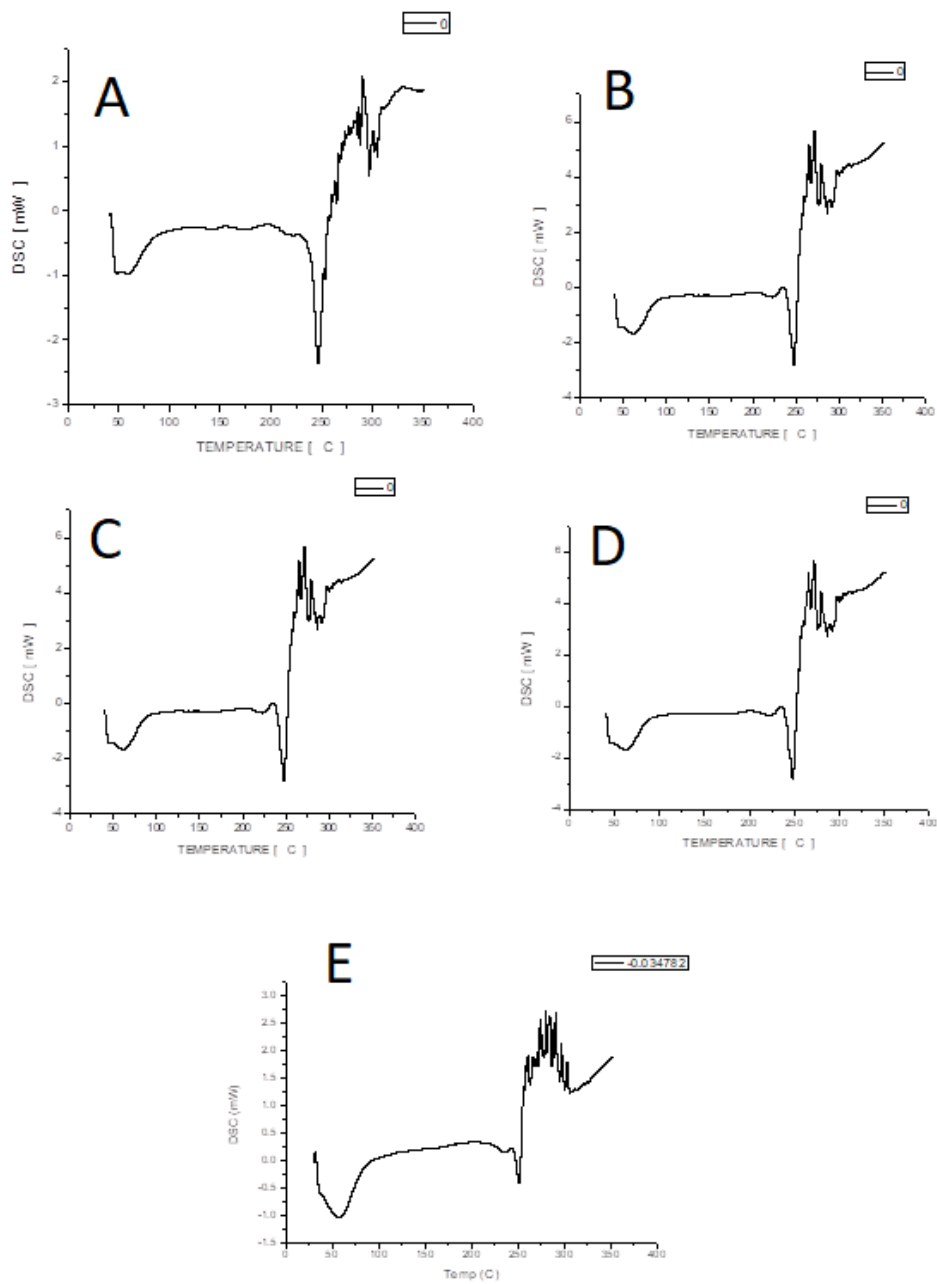 0
A
2
1
0
-1
-2
-3
0 50 100 150 200 250 300 350 400
DSC [ mW ]
TEMPERATURE [ C ]
0
B
6
4
2
0
-2
-4
0 50 100 150 200 250 300 350 400
DSC [ mW ]
TEMPERATURE [ C ]
0
C
6
4
2
0
-2
-4
0 50 100 150 200 250 300 350 400
DSC [ mW ]
TEMPERATURE [ C ]
0
D
6
4
2
0
-2
-4
0 50 100 150 200 250 300 350 400
DSC [ mW ]
TEMPERATURE [ C ]
E
-0.034782
3.0
2.5
2.0
1.5
1.0
0.5
0.0
-0.5
-1.0
-1.5
0 50 100 150 200 250 300 350 400
DSC (mW)
Temp (C)